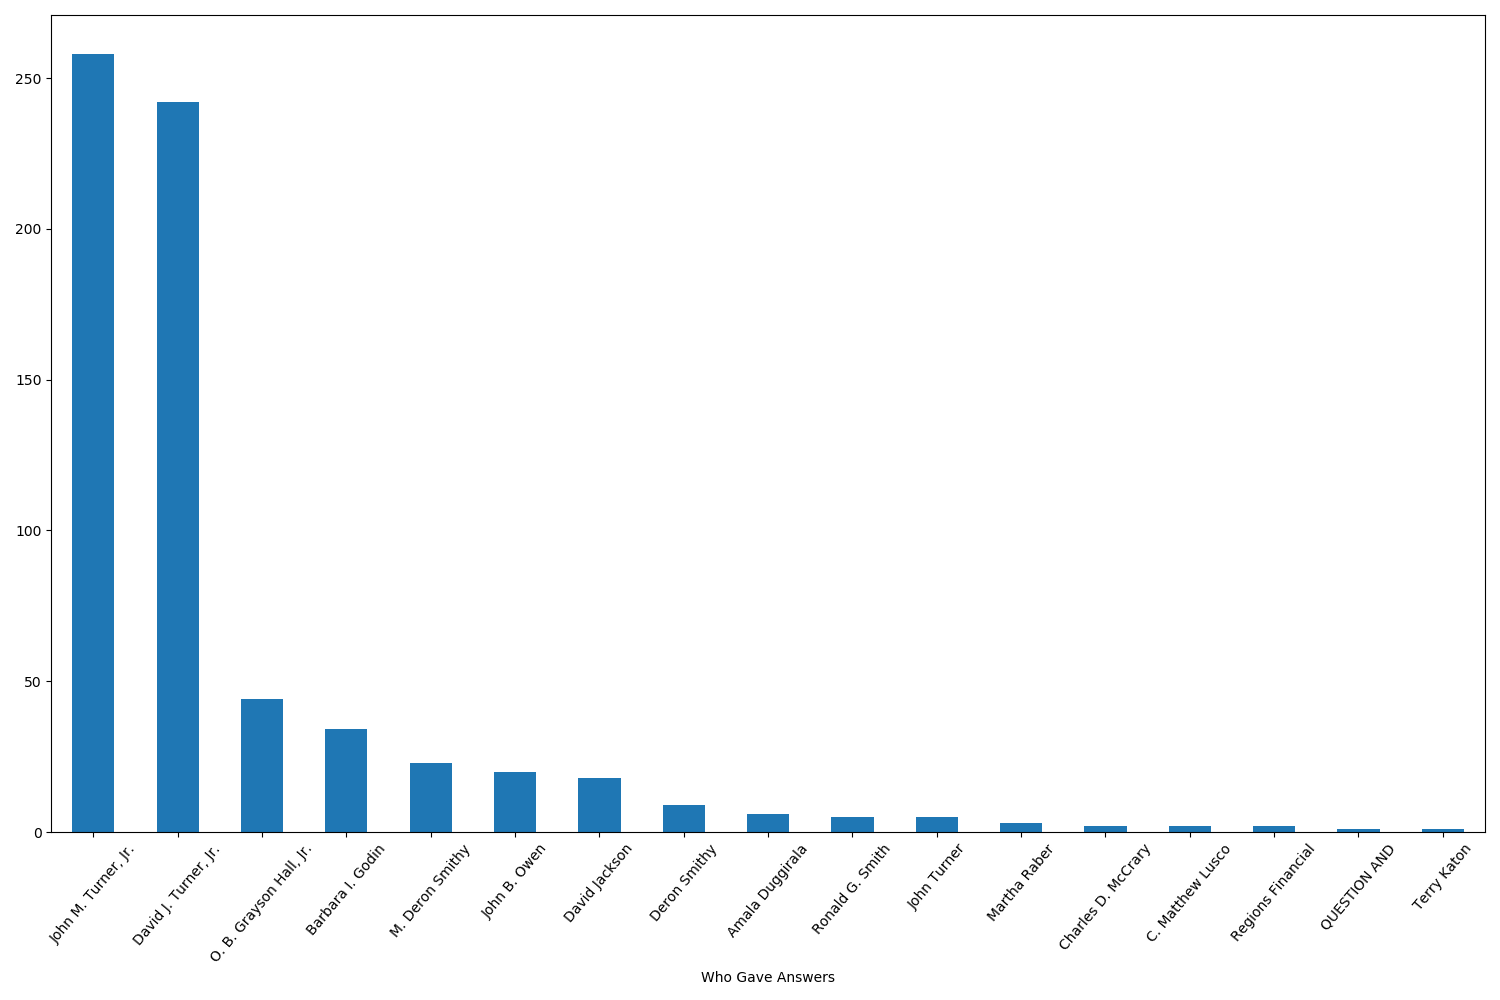 250
200
150
100
50
0
John M. Turner, Jr.
David J. Turner, Jr.
O. B. Grayson Hall, Jr.
Barbara I. Godin
M. Deron Smithy
John B. Owen
David Jackson
Deron Smithy
Amala Duggirala
Ronald G. Smith
John Turner
Martha Raber
Charles D. McCrary
C. Matthew Lusco
Regions Financial
QUESTION AND
Terry Katon
Who Gave Answers